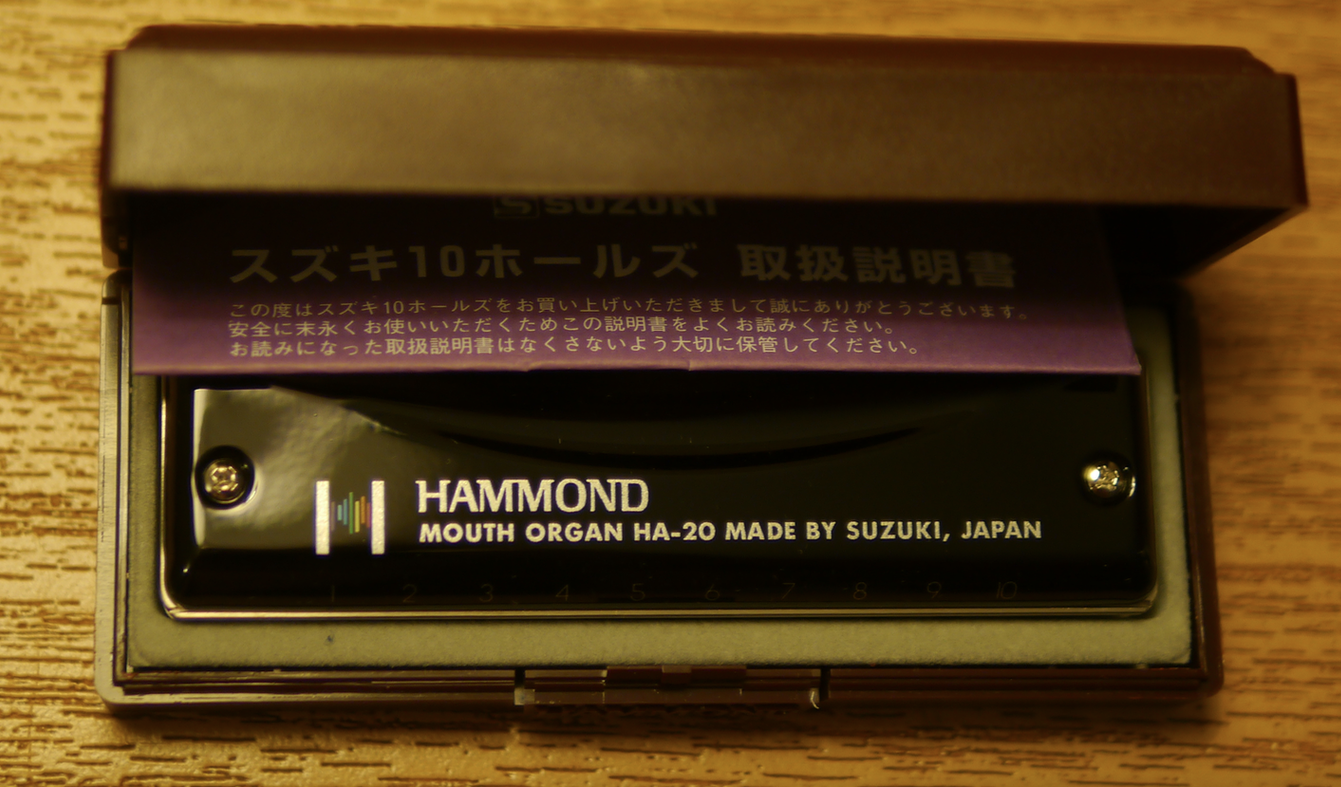 SUZUKI
スズキ10ホールズ 取扱説明書
この度はスズキ10ホールズをお買い上げいただきまして誠にありがとうございます。
安全に末永くお使いいただくためこの説明書をよくお読みください。
お読みになった取扱説明書はなくさないよう大切に保管してください。
HAMMOND
MOUTH ORGAN HA-20 MADE BY SUZUKI, JAPAN
1 2 3 4 5 6 7 8 9 10